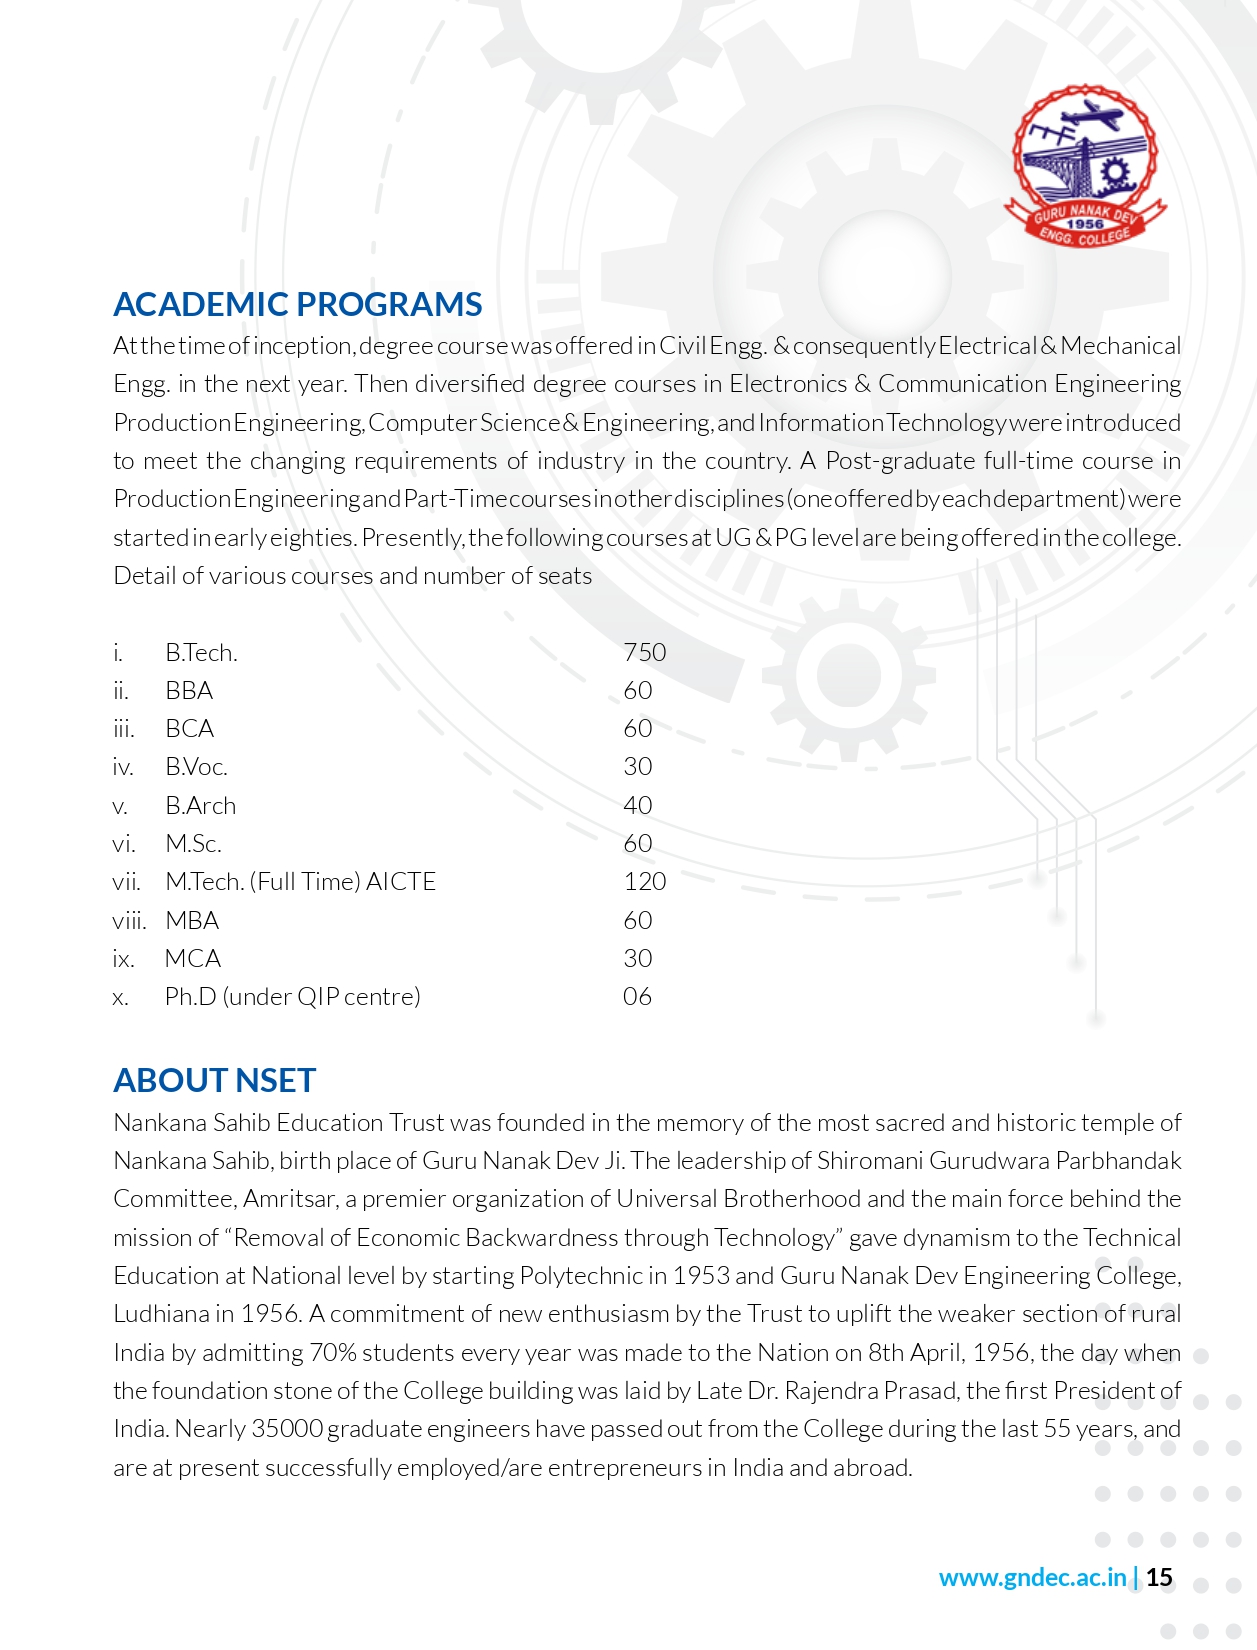 GURU NANAK DEV
1956
ENGG. COLLEGE
ACADEMIC PROGRAMS
At the time of inception, degree course was offered in Civil Engg. & consequently Electrical & Mechanical
Engg. in the next year. Then diversified degree courses in Electronics & Communication Engineering
Production Engineering, Computer Science & Engineering, and Information Technology were introduced
to meet the changing requirements of industry in the country. A Post-graduate full-time course in
Production Engineering and Part-Time courses in other disciplines (one offered by each department) were
started in early eighties. Presently, the following courses at UG & PG level are being offered in the college.
Detail of various courses and number of seats
i. B.Tech. 750
ii. BBA 60
iii. BCA 60
iv. B.Voc. 30
v. B.Arch 40
vi. M.Sc. 60
vii. M.Tech. (Full Time) AICTE 120
viii. MBA 60
ix. MCA 30
x. Ph.D (under QIP centre) 06
ABOUT NSET
Nankana Sahib Education Trust was founded in the memory of the most sacred and historic temple of
Nankana Sahib, birth place of Guru Nanak Dev Ji. The leadership of Shiromani Gurudwara Parbhandak
Committee, Amritsar, a premier organization of Universal Brotherhood and the main force behind the
mission of “Removal of Economic Backwardness through Technology” gave dynamism to the Technical
Education at National level by starting Polytechnic in 1953 and Guru Nanak Dev Engineering College,
Ludhiana in 1956. A commitment of new enthusiasm by the Trust to uplift the weaker section of rural
India by admitting 70% students every year was made to the Nation on 8th April, 1956, the day when
the foundation stone of the College building was laid by Late Dr. Rajendra Prasad, the first President of
India. Nearly 35000 graduate engineers have passed out from the College during the last 55 years, and
are at present successfully employed/are entrepreneurs in India and abroad.
www.gndec.ac.in | 15